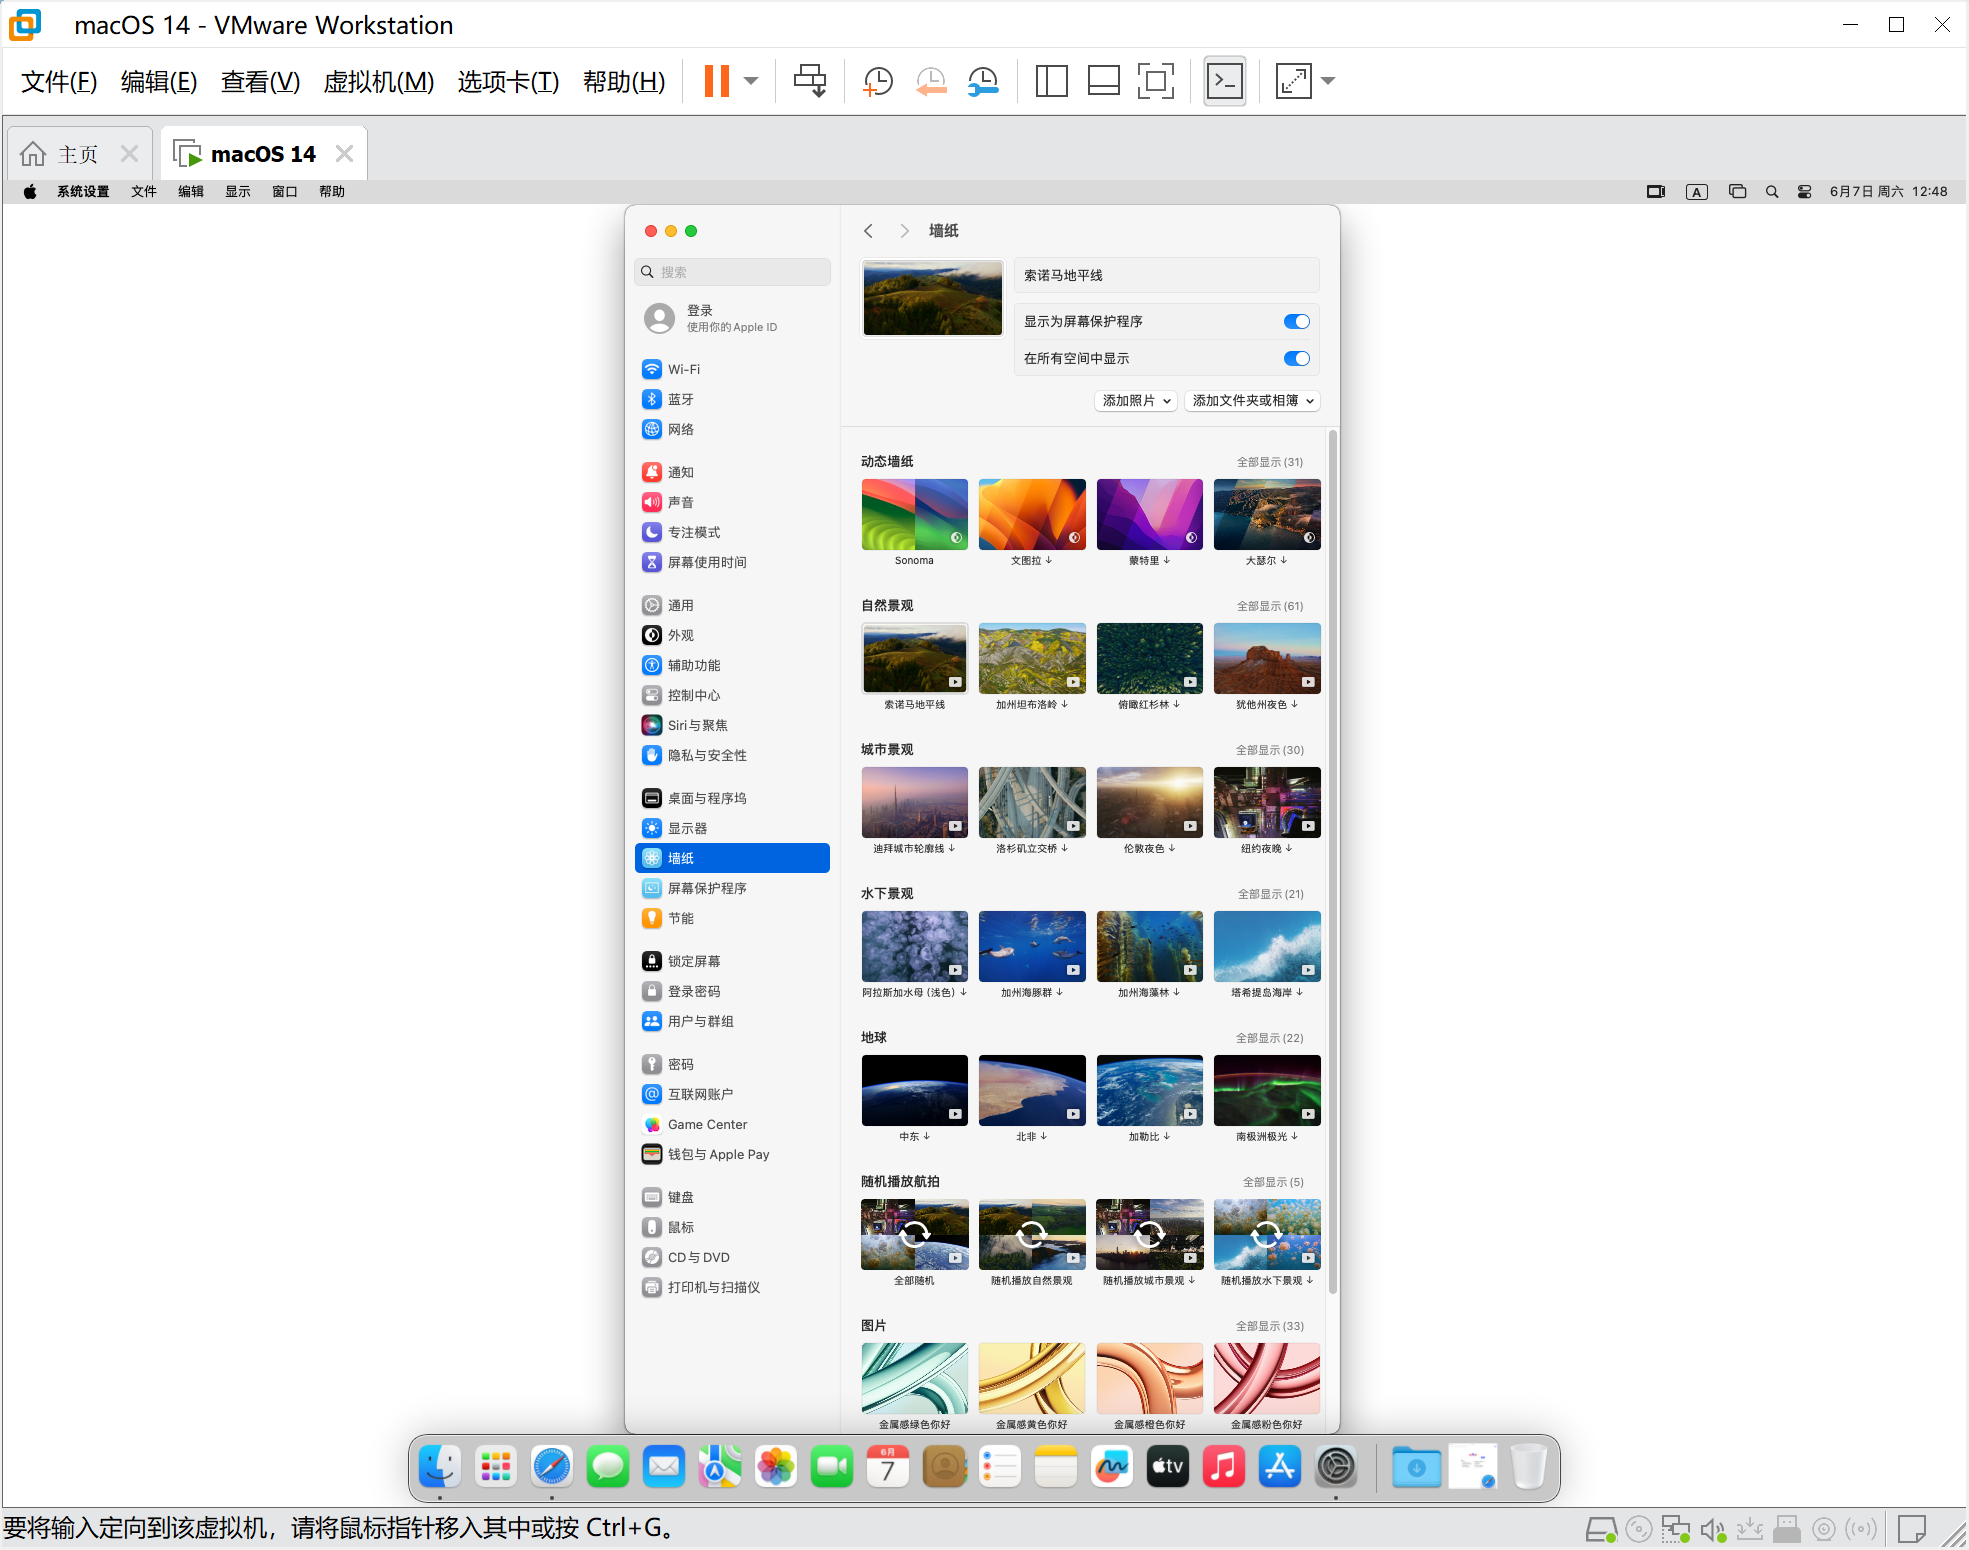 macOS 14 - VMware Workstation
文件(F) 编辑(E) 查看(V) 虚拟机(M) 选项卡(T) 帮助(H)
主页
macOS 14
系统设置 文件 编辑 显示 窗口 帮助
A
6月7日 周六 12:48
搜索
登录
使用你的 Apple ID
Wi-Fi
蓝牙
网络
通知
声音
专注模式
屏幕使用时间
通用
外观
辅助功能
控制中心
Siri与聚焦
隐私与安全性
桌面与程序坞
显示器
墙纸
屏幕保护程序
节能
锁定屏幕
登录密码
用户与群组
密码
互联网账户
Game Center
钱包与 Apple Pay
键盘
鼠标
CD与DVD
打印机与扫描仪
墙纸
索诺马地平线
显示为屏幕保护程序
在所有空间中显示
添加照片 添加文件夹或相簿
动态墙纸 全部显示 (31)
Sonoma 文图拉 ↓ 蒙特里 ↓ 大瑟尔 ↓
自然景观 全部显示 (61)
索诺马地平线 加州坦布洛岭 ↓ 俯瞰红杉林 ↓ 犹他州夜色 ↓
城市景观 全部显示 (30)
迪拜城市轮廓线 ↓ 洛杉矶立交桥 ↓ 伦敦夜色 ↓ 纽约夜晚 ↓
水下景观 全部显示 (21)
阿拉斯加水母 (浅色) ↓ 加州海豚群 ↓ 加州海藻林 ↓ 塔希提岛海岸 ↓
地球 全部显示 (22)
中东 ↓ 北非 ↓ 加勒比 ↓ 南极洲极光 ↓
随机播放航拍 全部显示 (5)
全部随机 随机播放自然景观 随机播放城市景观 ↓ 随机播放水下景观 ↓
图片 全部显示 (33)
金属感绿色你好 金属感黄色你好 金属感橙色你好 金属感粉色你好
6月
7
tv
要将输入定向到该虚拟机，请将鼠标指针移入其中或按 Ctrl+G。